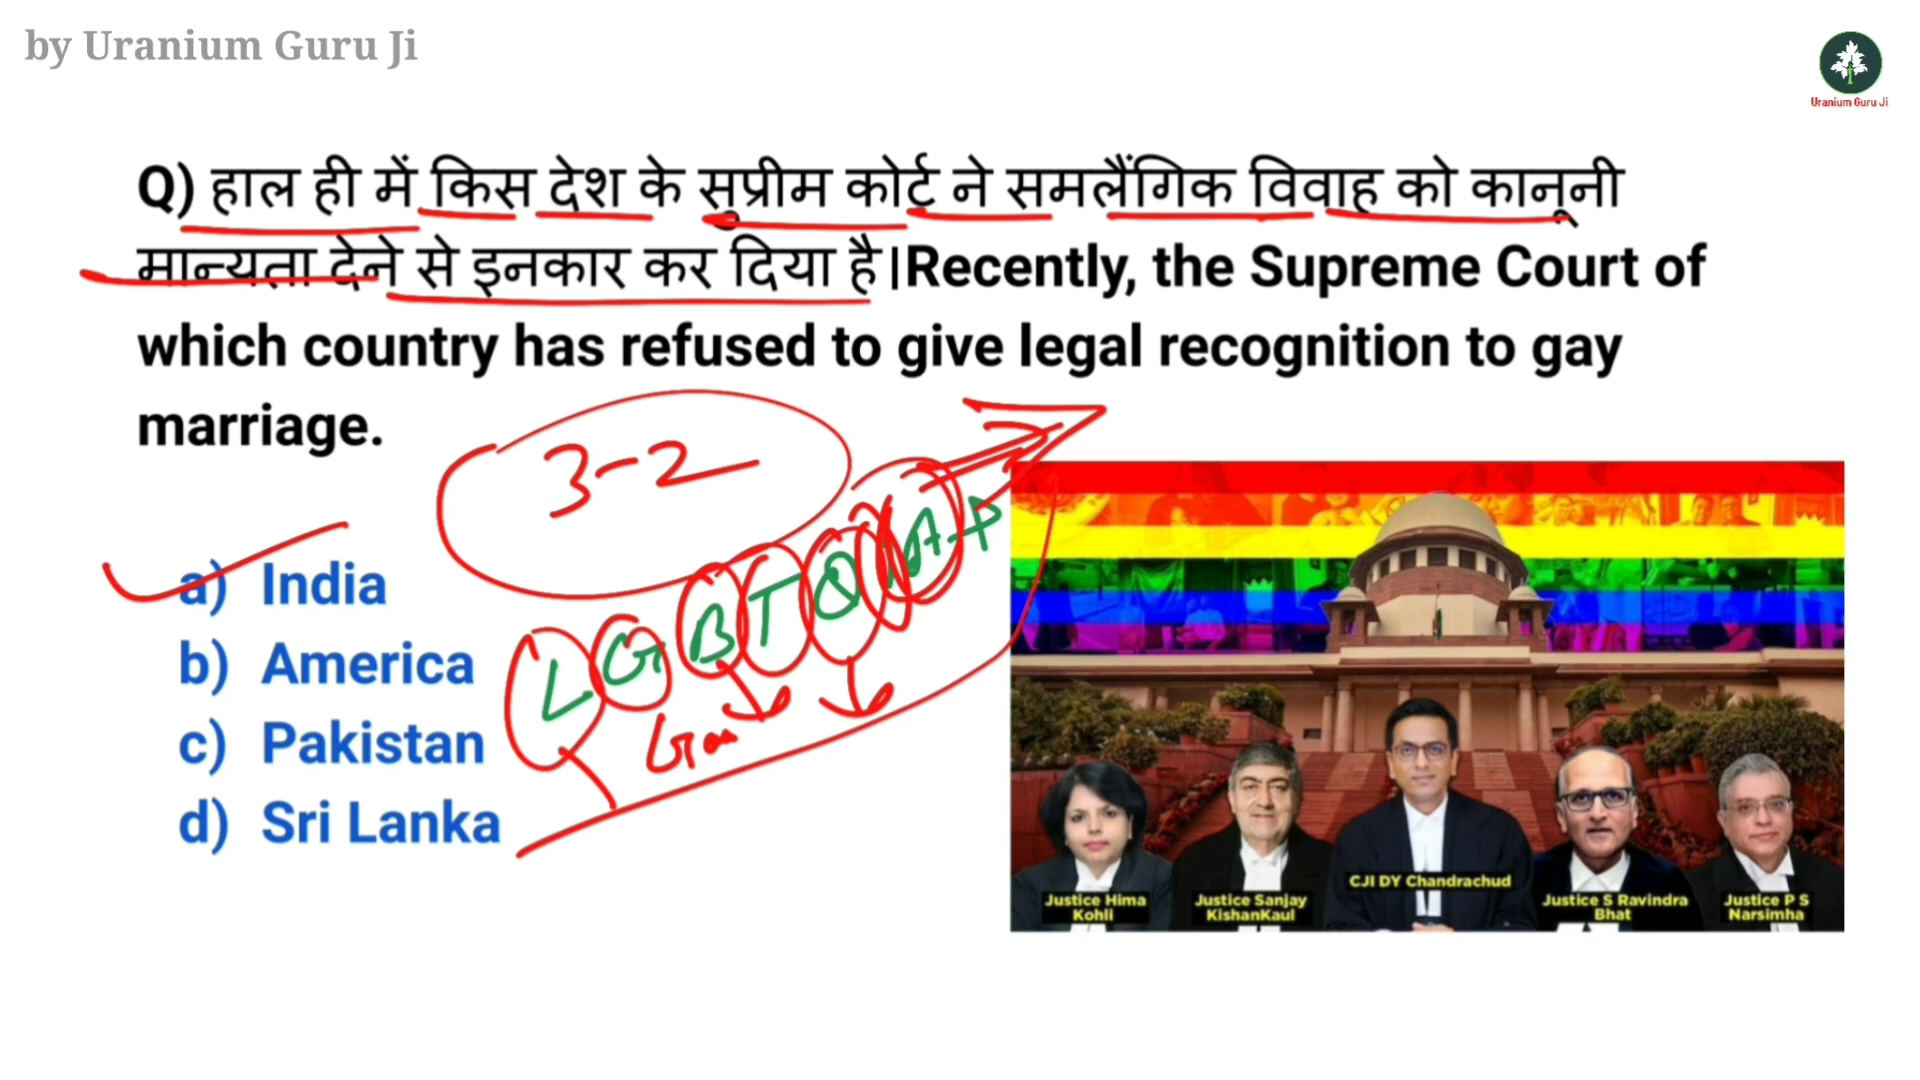 by Uranium Guru Ji
Uranium Guru Ji
Q) हाल ही में किस देश के सुप्रीम कोर्ट ने समलैंगिक विवाह को कानूनी
मान्यता देने से इनकार कर दिया है।Recently, the Supreme Court of
which country has refused to give legal recognition to gay
marriage.
3-2
a) India
b) America
c) Pakistan
d) Sri Lanka
L G B T Q I A +
CJI DY Chandrachud
Justice Hima
Kohli
Justice Sanjay
KishanKaul
Justice S Ravindra
Bhat
Justice P S
Narsimha